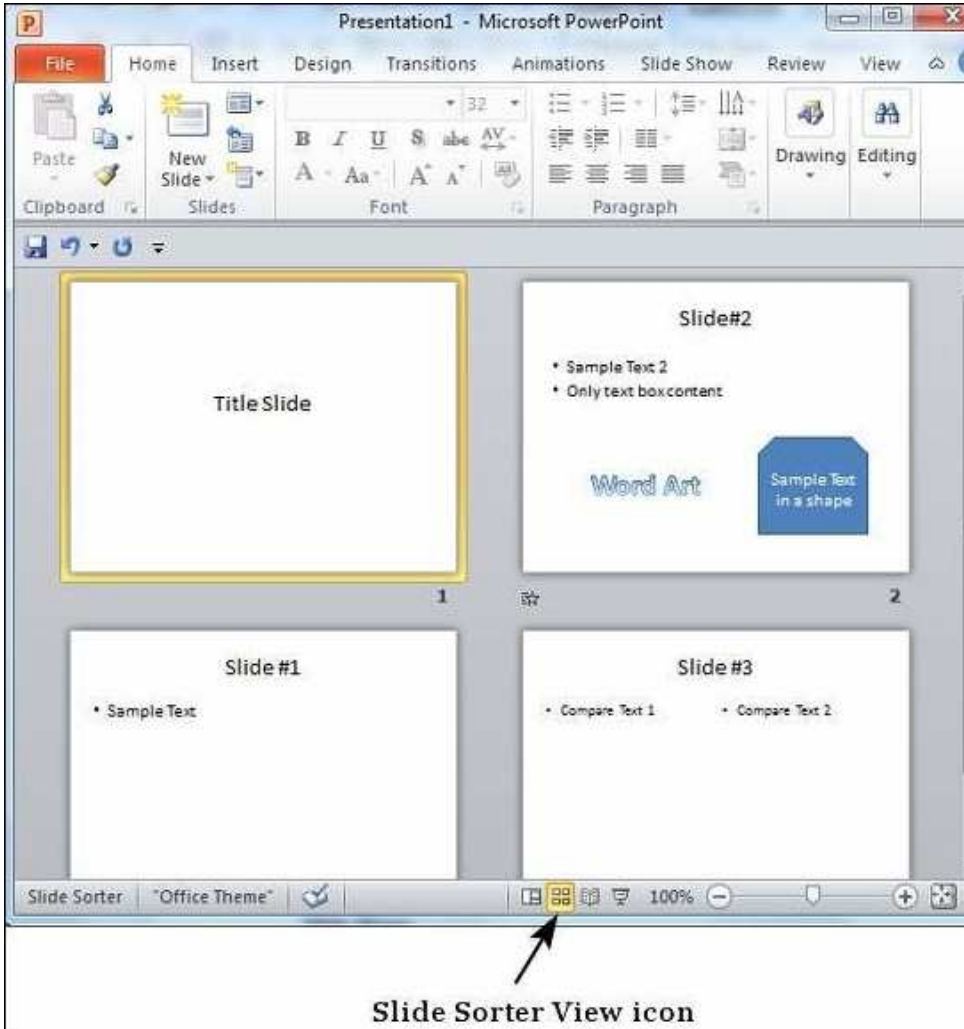 Presentation1 - Microsoft PowerPoint
File Home Insert Design Transitions Animations Slide Show Review View
Paste
New Slide
32
B I U S abc AV
A Aa A A
Drawing Editing
Clipboard Slides Font Paragraph
Title Slide
1
Slide#2
• Sample Text 2
• Only text box content
Word Art
Sample Text
in a shape
2
Slide #1
• Sample Text
Slide #3
• Compare Text 1 • Compare Text 2
Slide Sorter "Office Theme" 100%
Slide Sorter View icon